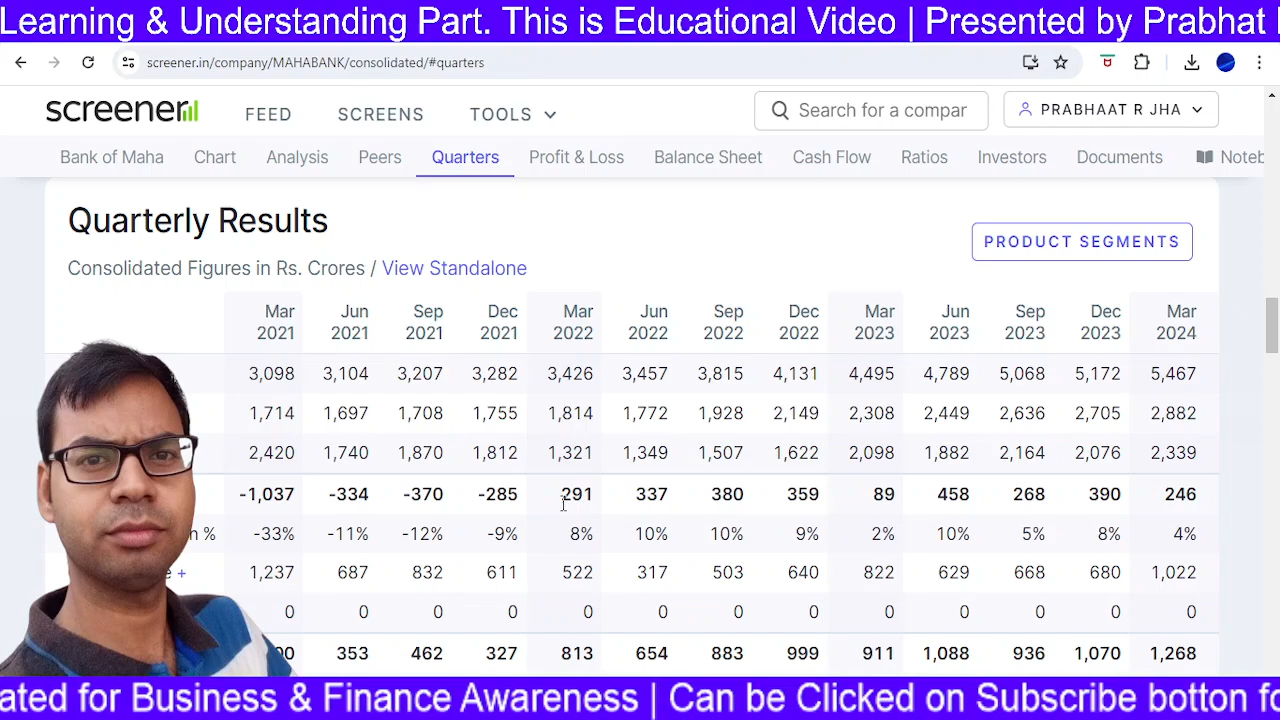 Learning & Understanding Part. This is Educational Video | Presented by Prabhat
screener.in/company/MAHABANK/consolidated/#quarters
screener FEED SCREENS TOOLS Search for a compar PRABHAAT R JHA
Bank of Maha Chart Analysis Peers Quarters Profit & Loss Balance Sheet Cash Flow Ratios Investors Documents Noteb
Quarterly Results
PRODUCT SEGMENTS
Consolidated Figures in Rs. Crores / View Standalone
Mar 2021 Jun 2021 Sep 2021 Dec 2021 Mar 2022 Jun 2022 Sep 2022 Dec 2022 Mar 2023 Jun 2023 Sep 2023 Dec 2023 Mar 2024
3,098 3,104 3,207 3,282 3,426 3,457 3,815 4,131 4,495 4,789 5,068 5,172 5,467
1,714 1,697 1,708 1,755 1,814 1,772 1,928 2,149 2,308 2,449 2,636 2,705 2,882
2,420 1,740 1,870 1,812 1,321 1,349 1,507 1,622 2,098 1,882 2,164 2,076 2,339
-1,037 -334 -370 -285 291 337 380 359 89 458 268 390 246
n % -33% -11% -12% -9% 8% 10% 10% 9% 2% 10% 5% 8% 4%
e + 1,237 687 832 611 522 317 503 640 822 629 668 680 1,022
0 0 0 0 0 0 0 0 0 0 0 0 0
00 353 462 327 813 654 883 999 911 1,088 936 1,070 1,268
ated for Business & Finance Awareness | Can be Clicked on Subscribe botton fo